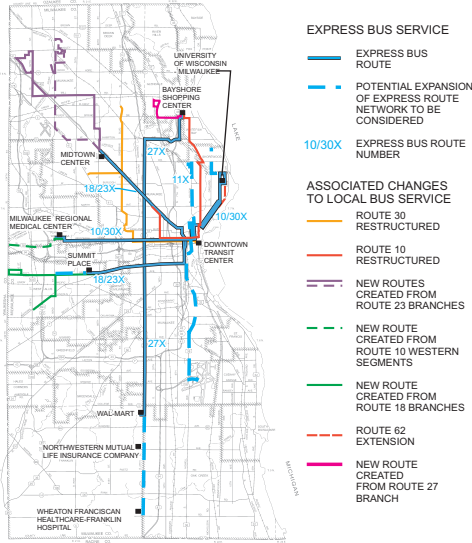 EXPRESS BUS SERVICE
EXPRESS BUS
ROUTE
POTENTIAL EXPANSION
OF EXPRESS ROUTE
NETWORK TO BE
CONSIDERED
10/30X
EXPRESS BUS ROUTE
NUMBER
ASSOCIATED CHANGES
TO LOCAL BUS SERVICE
ROUTE 30
RESTRUCTURED
ROUTE 10
RESTRUCTURED
NEW ROUTES
CREATED FROM
ROUTE 23 BRANCHES
NEW ROUTE
CREATED FROM
ROUTE 10 WESTERN
SEGMENTS
NEW ROUTE
CREATED FROM
ROUTE 18 BRANCHES
ROUTE 62
EXTENSION
NEW ROUTE
CREATED
FROM ROUTE 27
BRANCH
UNIVERSITY
OF WISCONSIN
MILWAUKEE
BAYSHORE
SHOPPING
CENTER
LAKE
27X
MIDTOWN
CENTER
11X
18/23X
10/30X
MILWAUKEE REGIONAL
MEDICAL CENTER
10/30X
DOWNTOWN
TRANSIT
CENTER
SUMMIT
PLACE
18/23X
27X
WAL-MART
NORTHWESTERN MUTUAL
LIFE INSURANCE COMPANY
MICHIGAN
WHEATON FRANCISCAN
HEALTHCARE-FRANKLIN
HOSPITAL